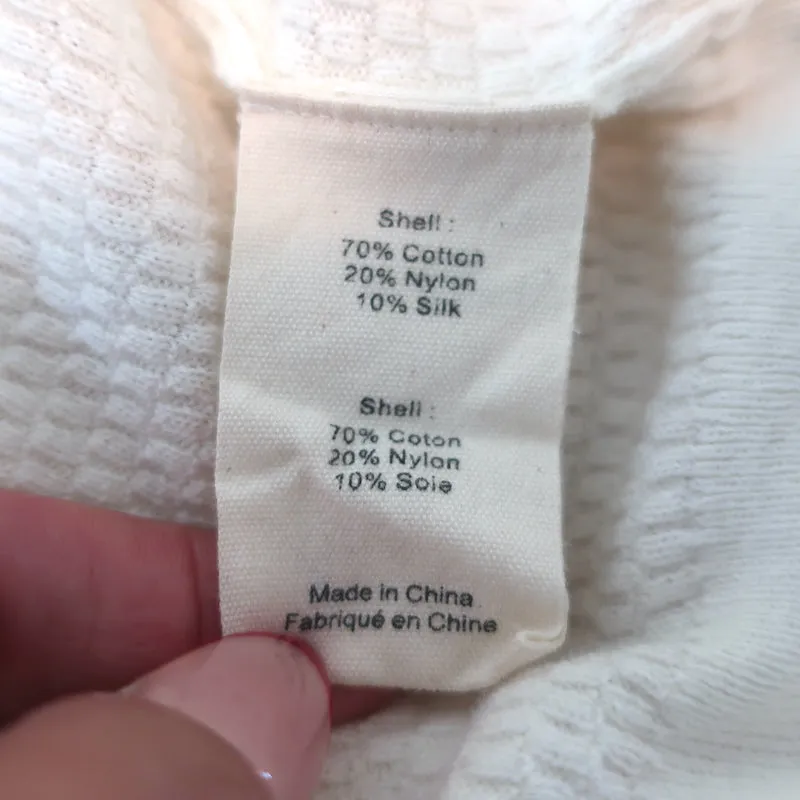 Shell :
70% Cotton
20% Nylon
10% Silk
Shell :
70% Coton
20% Nylon
10% Soie
Made in China
Fabriqué en Chine